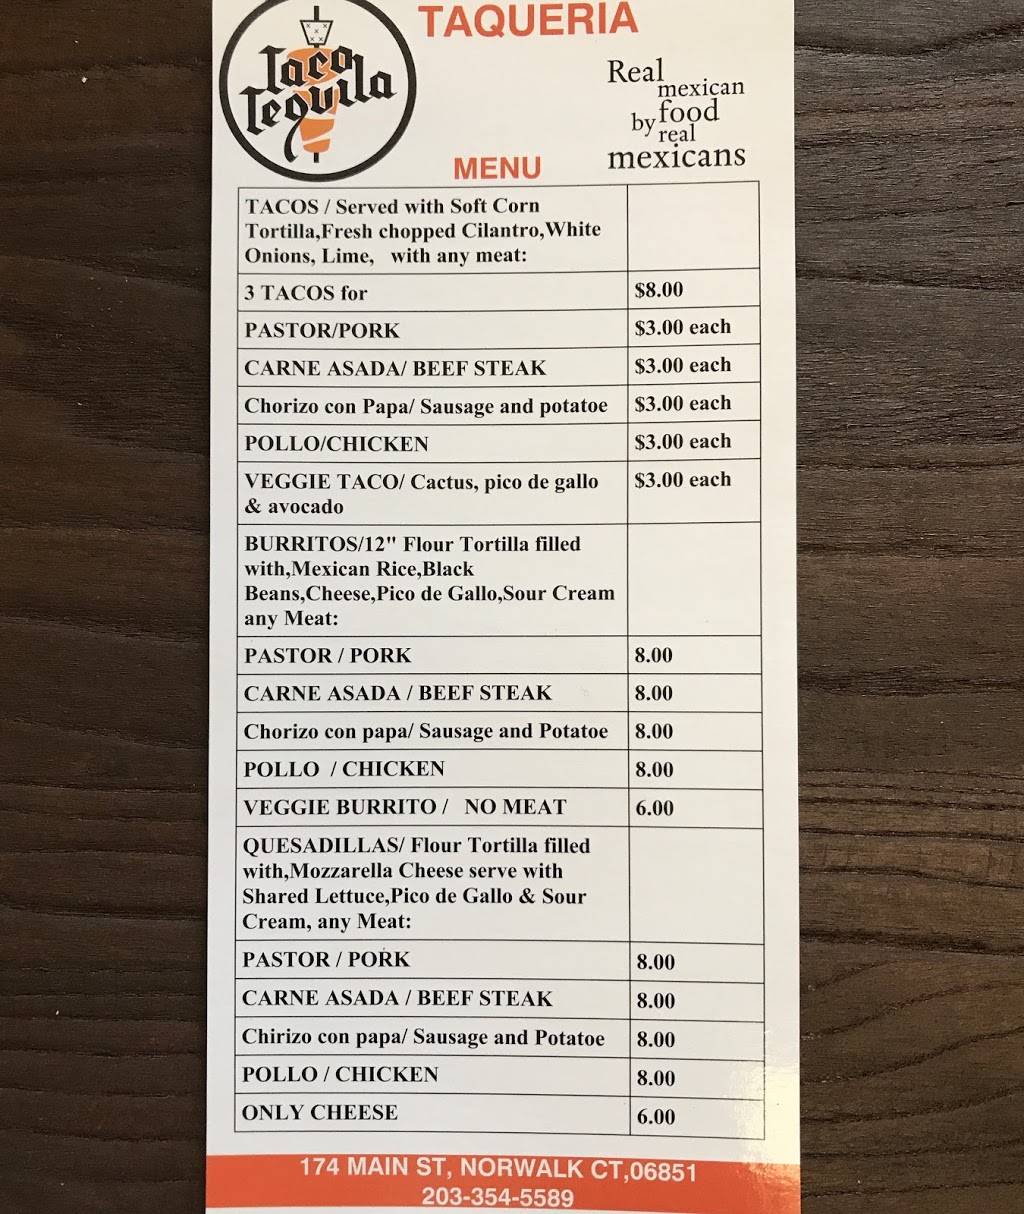 Taco
Tequila
TAQUERIA
Real
mexican
food
by
real
mexicans
MENU
TACOS / Served with Soft Corn
Tortilla,Fresh chopped Cilantro,White
Onions, Lime, with any meat:
3 TACOS for $8.00
PASTOR/PORK $3.00 each
CARNE ASADA/ BEEF STEAK $3.00 each
Chorizo con Papa/ Sausage and potatoe $3.00 each
POLLO/CHICKEN $3.00 each
VEGGIE TACO/ Cactus, pico de gallo $3.00 each
& avocado
BURRITOS/12" Flour Tortilla filled
with,Mexican Rice,Black
Beans,Cheese,Pico de Gallo,Sour Cream
any Meat:
PASTOR / PORK 8.00
CARNE ASADA / BEEF STEAK 8.00
Chorizo con papa/ Sausage and Potatoe 8.00
POLLO / CHICKEN 8.00
VEGGIE BURRITO / NO MEAT 6.00
QUESADILLAS/ Flour Tortilla filled
with,Mozzarella Cheese serve with
Shared Lettuce,Pico de Gallo & Sour
Cream, any Meat:
PASTOR / PORK 8.00
CARNE ASADA / BEEF STEAK 8.00
Chirizo con papa/ Sausage and Potatoe 8.00
POLLO / CHICKEN 8.00
ONLY CHEESE 6.00
174 MAIN ST, NORWALK CT,06851
203-354-5589